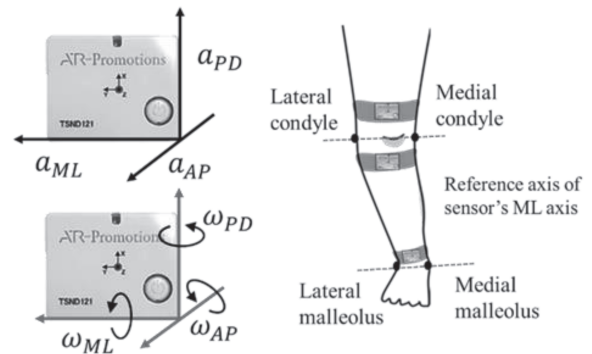 AR-Promotions
X
Y
Z
TSND121
a_PD
a_ML
a_AP
AR-Promotions
X
Y
Z
TSND121
ω_PD
ω_ML
ω_AP
Lateral
condyle
Medial
condyle
Reference axis of
sensor's ML axis
Lateral
malleolus
Medial
malleolus